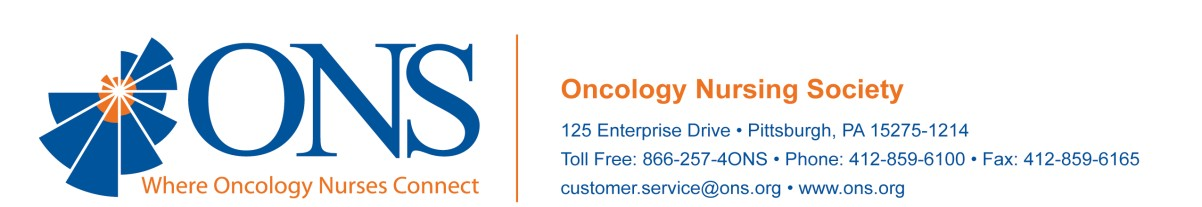 ONS
Where Oncology Nurses Connect
Oncology Nursing Society
125 Enterprise Drive • Pittsburgh, PA 15275-1214
Toll Free: 866-257-4ONS • Phone: 412-859-6100 • Fax: 412-859-6165
customer.service@ons.org • www.ons.org